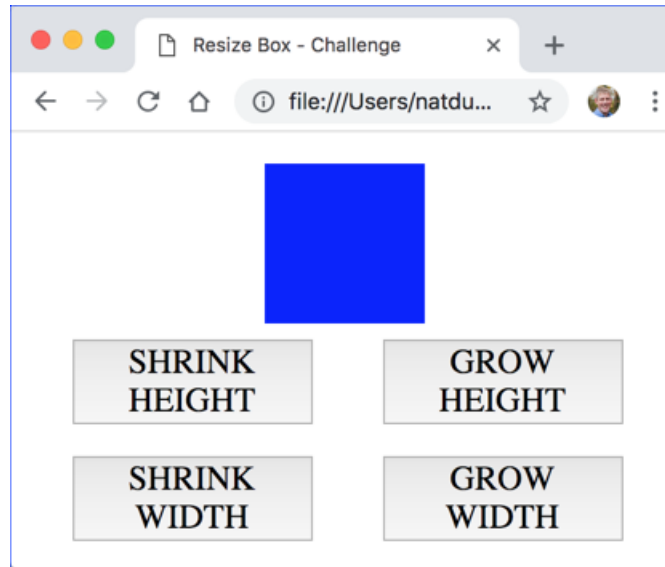 Resize Box - Challenge
file:///Users/natdu...
SHRINK
HEIGHT
GROW
HEIGHT
SHRINK
WIDTH
GROW
WIDTH